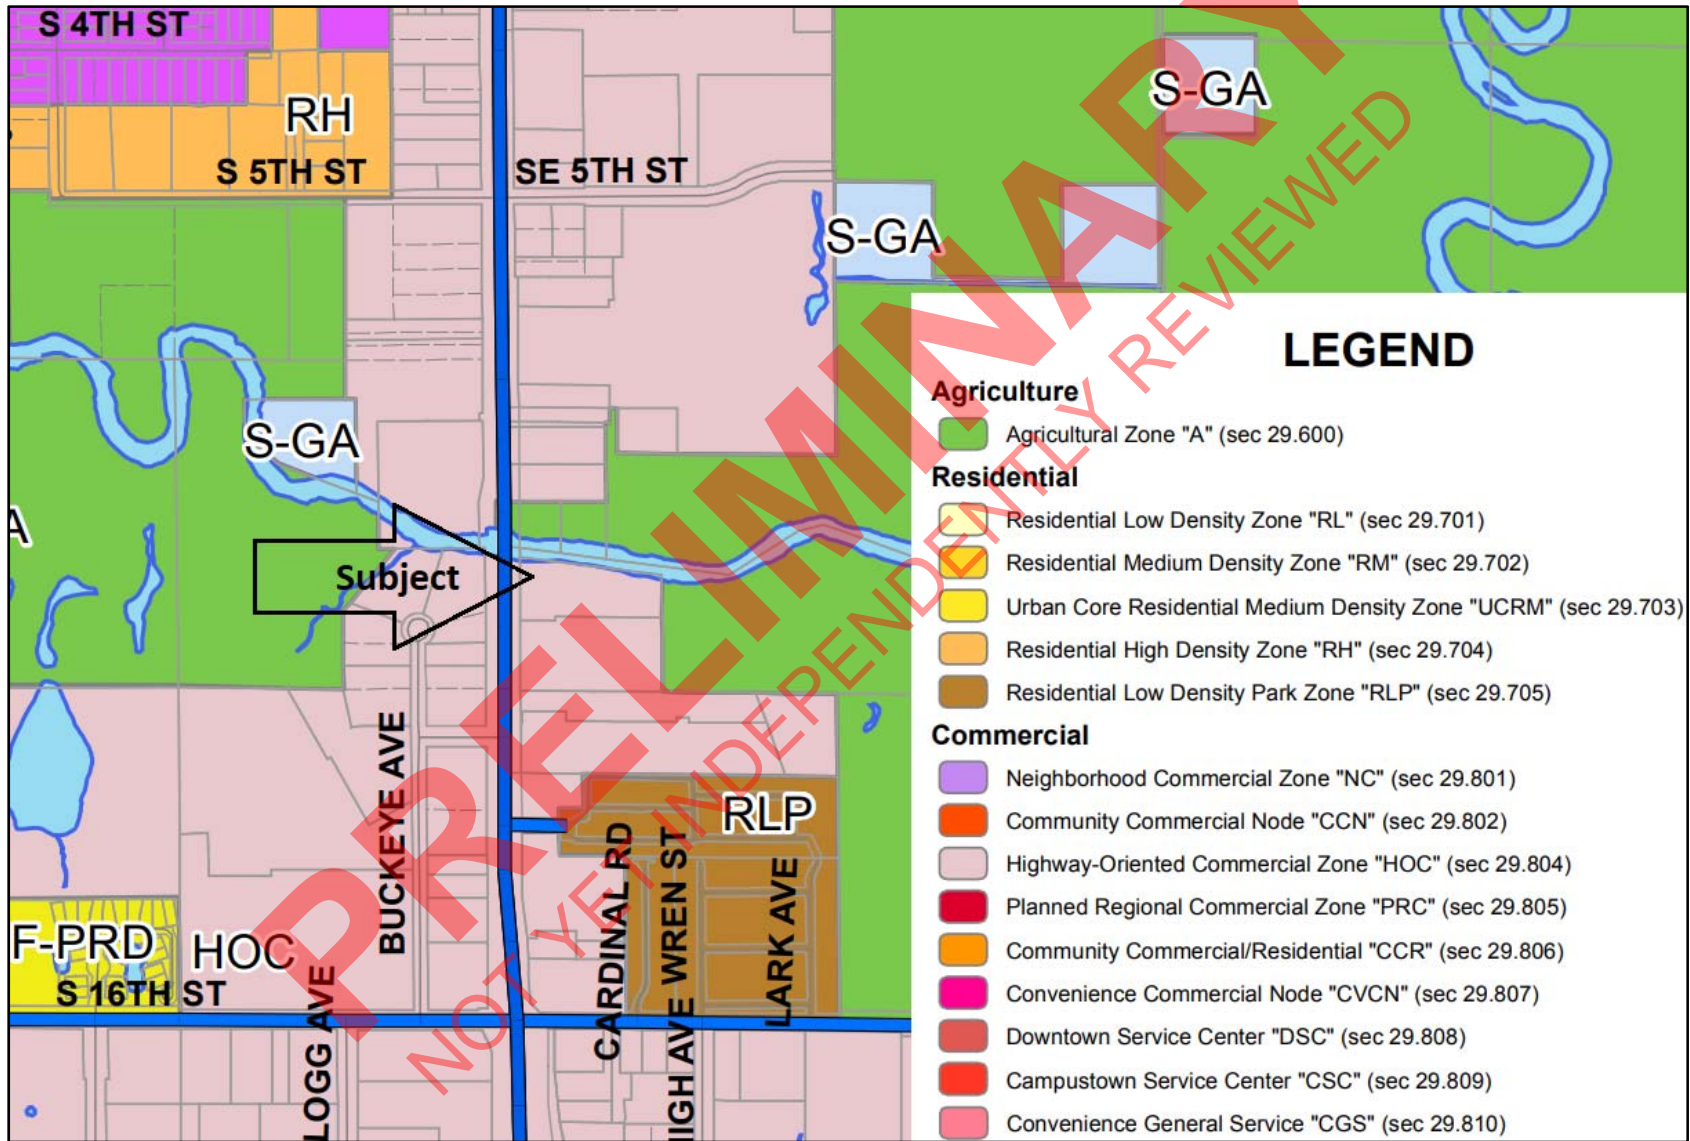 S 4TH ST
RH
S 5TH ST
SE 5TH ST
S-GA
S-GA
S-GA
A
Subject
BUCKEYE AVE
RLP
CARDINAL RD
WREN ST
LARK AVE
F-PRD
HOC
S 16TH ST
LOGG AVE
IGH AVE
LEGEND
Agriculture
Agricultural Zone "A" (sec 29.600)
Residential
Residential Low Density Zone "RL" (sec 29.701)
Residential Medium Density Zone "RM" (sec 29.702)
Urban Core Residential Medium Density Zone "UCRM" (sec 29.703)
Residential High Density Zone "RH" (sec 29.704)
Residential Low Density Park Zone "RLP" (sec 29.705)
Commercial
Neighborhood Commercial Zone "NC" (sec 29.801)
Community Commercial Node "CCN" (sec 29.802)
Highway-Oriented Commercial Zone "HOC" (sec 29.804)
Planned Regional Commercial Zone "PRC" (sec 29.805)
Community Commercial/Residential "CCR" (sec 29.806)
Convenience Commercial Node "CVCN" (sec 29.807)
Downtown Service Center "DSC" (sec 29.808)
Campustown Service Center "CSC" (sec 29.809)
Convenience General Service "CGS" (sec 29.810)
PRELIMINARY
NOT YET INDEPENDENTLY REVIEWED